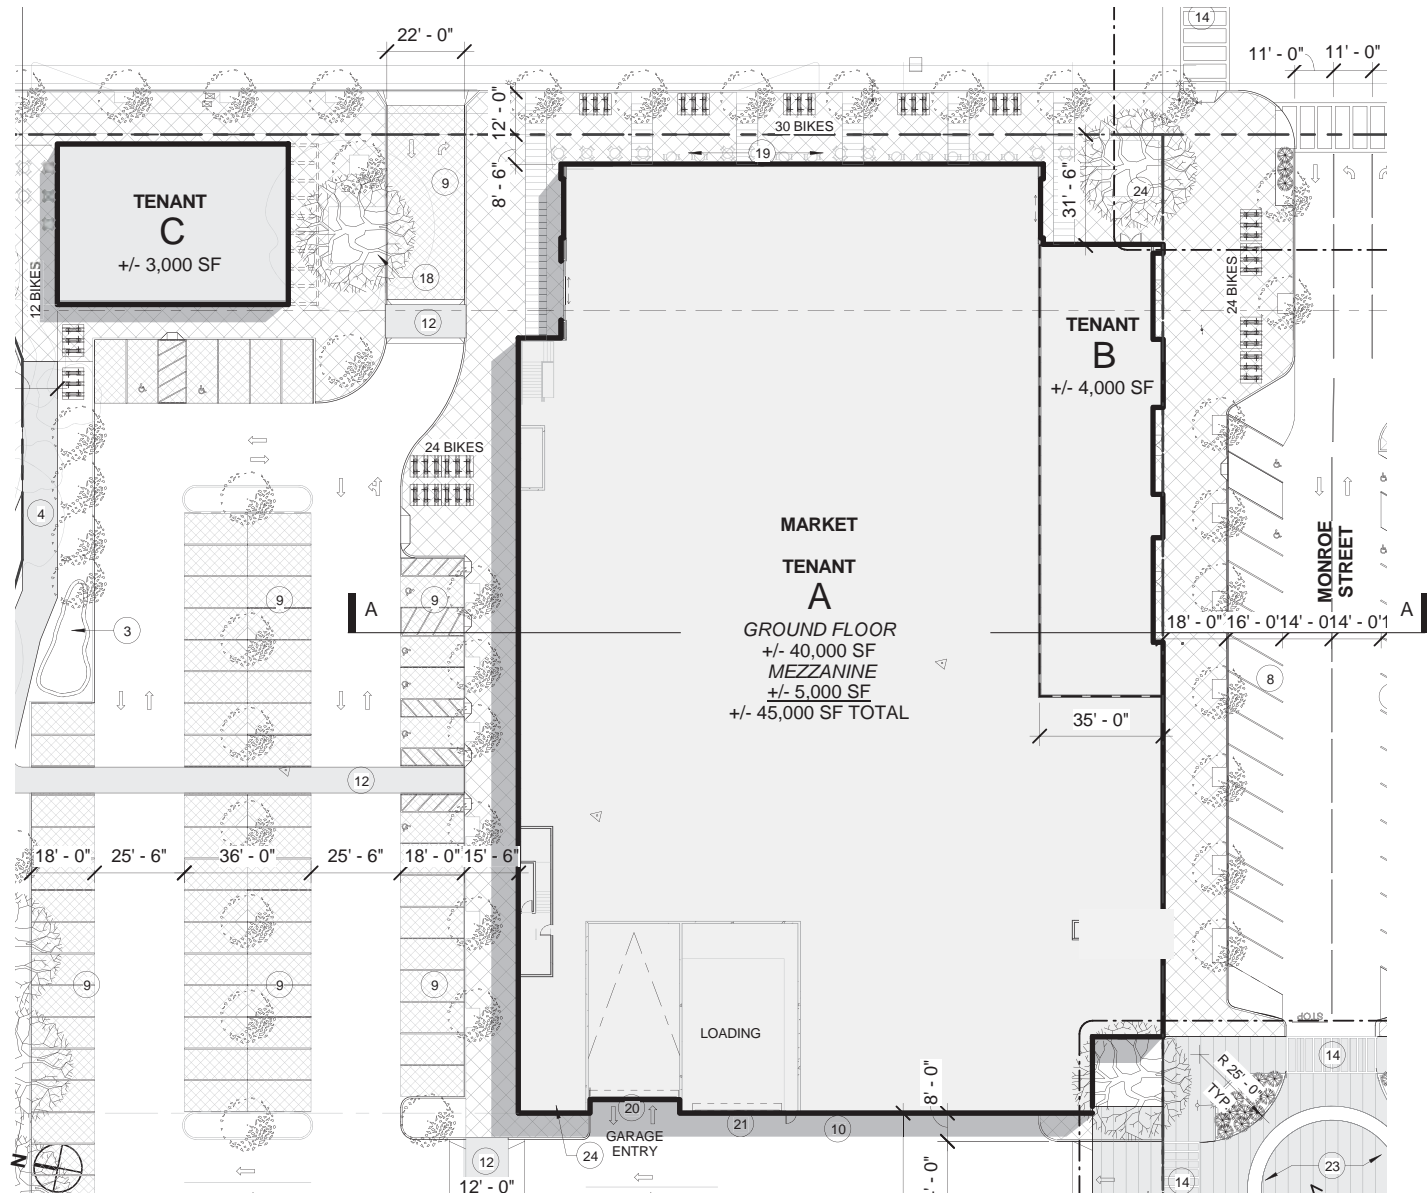 14
22' - 0"
11' - 0"
11' - 0"
12' - 0"
30 BIKES
19
8' - 6"
31' - 6"
9
24
TENANT
C
+/- 3,000 SF
18
12 BIKES
24 BIKES
12
TENANT
B
+/- 4,000 SF
24 BIKES
4
MARKET
TENANT
A
GROUND FLOOR
+/- 40,000 SF
MEZZANINE
+/- 5,000 SF
+/- 45,000 SF TOTAL
MONROE
STREET
9
9
A
A
3
18' - 0"
16' - 0"
14' - 0
14' - 0"
8
35' - 0"
12
18' - 0"
25' - 6"
36' - 0"
25' - 6"
18' - 0"
15' - 6"
9
9
9
LOADING
STOP
14
R 25' - 0"
TYP
8' - 0"
20
21
10
GARAGE
ENTRY
24
N
12
12' - 0"
' - 0"
14
23